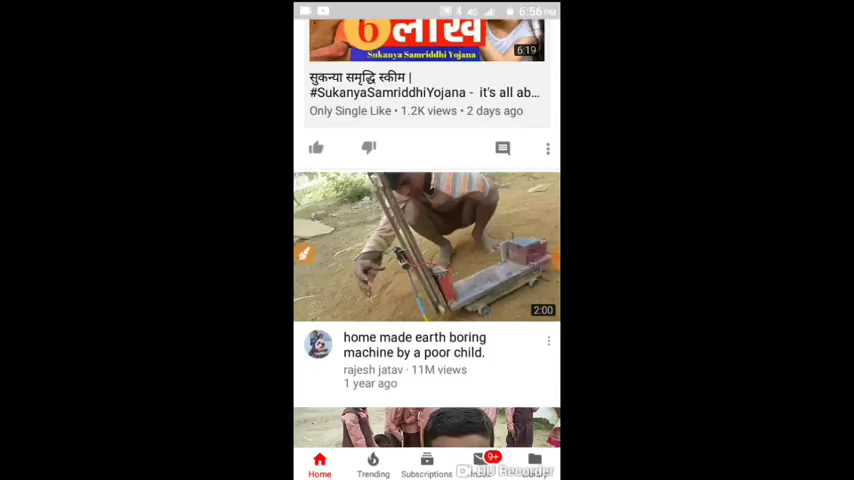 6:56 PM
6 लाख
Sukanya Samriddhi Yojana
6:19
सुकन्या समृद्धि स्कीम |
#SukanyaSamriddhiYojana - it's all ab...
Only Single Like • 1.2K views • 2 days ago
2:00
home made earth boring
machine by a poor child.
rajesh jatav · 11M views
1 year ago
9+
Home Trending Subscriptions Library
DU Recorder